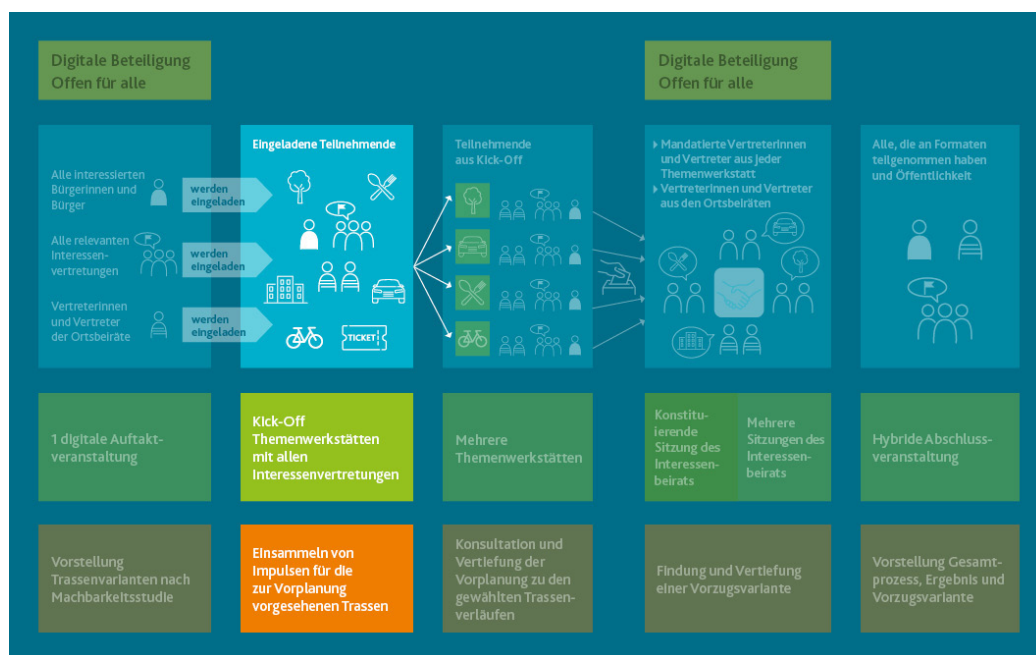 Digitale Beteiligung
Offen für alle
Digitale Beteiligung
Offen für alle
Alle interessierten
Bürgerinnen und
Bürger
werden
eingeladen
Alle relevanten
Interessen-
vertretungen
werden
eingeladen
Vertreterinnen
und Vertreter
der Ortsbeiräte
werden
eingeladen
Eingeladene Teilnehmende
TICKET
Teilnehmende
aus Kick-Off
Mandatierte Vertreterinnen
und Vertreter aus jeder
Themenwerkstatt
Vertreterinnen und Vertreter
aus den Ortsbeiräten
Alle, die an Formaten
teilgenommen haben
und Öffentlichkeit
1 digitale Auftakt-
veranstaltung
Kick-Off
Themenwerkstätten
mit allen
Interessenvertretungen
Mehrere
Themenwerkstätten
Konstitu-
ierende
Sitzung des
Interessen-
beirats
Mehrere
Sitzungen des
Interessen-
beirats
Hybride Abschluss-
veranstaltung
Vorstellung
Trassenvarianten nach
Machbarkeitsstudie
Einsammeln von
Impulsen für die
zur Vorplanung
vorgesehenen Trassen
Konsultation und
Vertiefung der
Vorplanung zu den
gewählten Trassen-
verläufen
Findung und Vertiefung
einer Vorzugsvariante
Vorstellung Gesamt-
prozess, Ergebnis und
Vorzugsvariante